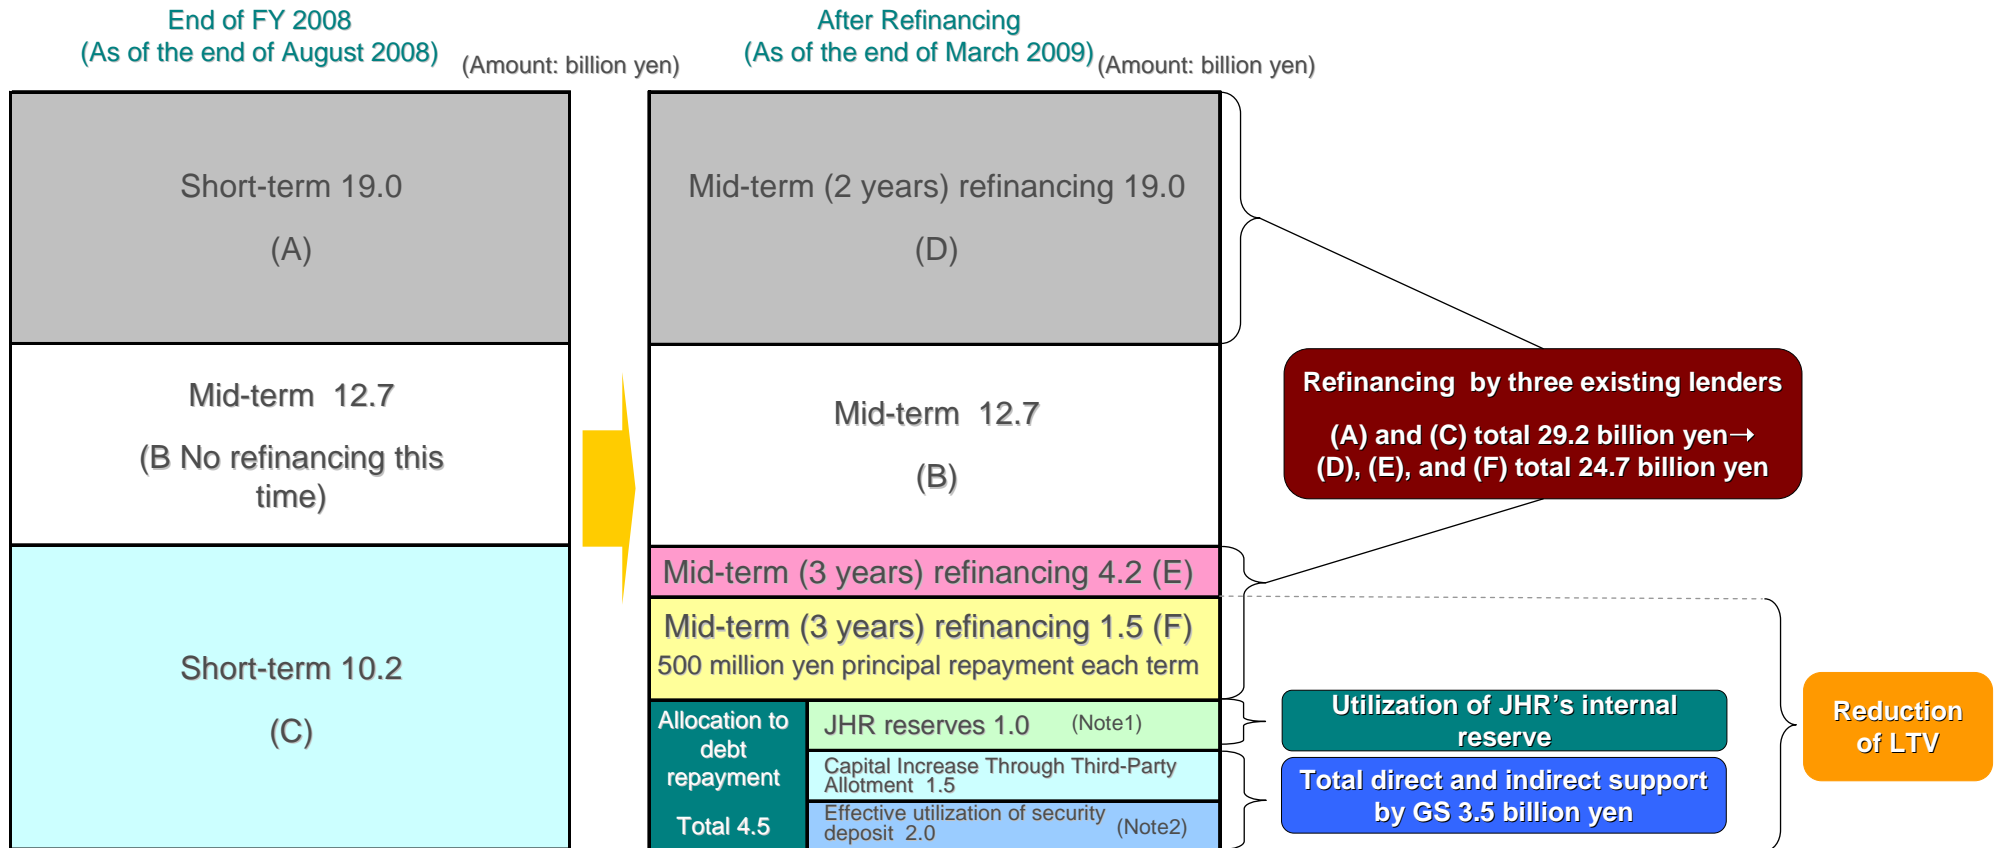 End of FY 2008
(As of the end of August 2008)
(Amount: billion yen)
After Refinancing
(As of the end of March 2009)
(Amount: billion yen)
Short-term 19.0
(A)
Mid-term 12.7
(B No refinancing this
time)
Short-term 10.2
(C)
Mid-term (2 years) refinancing 19.0
(D)
Mid-term 12.7
(B)
Mid-term (3 years) refinancing 4.2 (E)
Mid-term (3 years) refinancing 1.5 (F)
500 million yen principal repayment each term
Allocation to
debt
repayment
Total 4.5
JHR reserves 1.0 (Note1)
Capital Increase Through Third-Party
Allotment 1.5
Effective utilization of security
deposit 2.0 (Note2)
Refinancing by three existing lenders
(A) and (C) total 29.2 billion yen→
(D), (E), and (F) total 24.7 billion yen
Utilization of JHR’s internal
reserve
Total direct and indirect support
by GS 3.5 billion yen
Reduction
of LTV